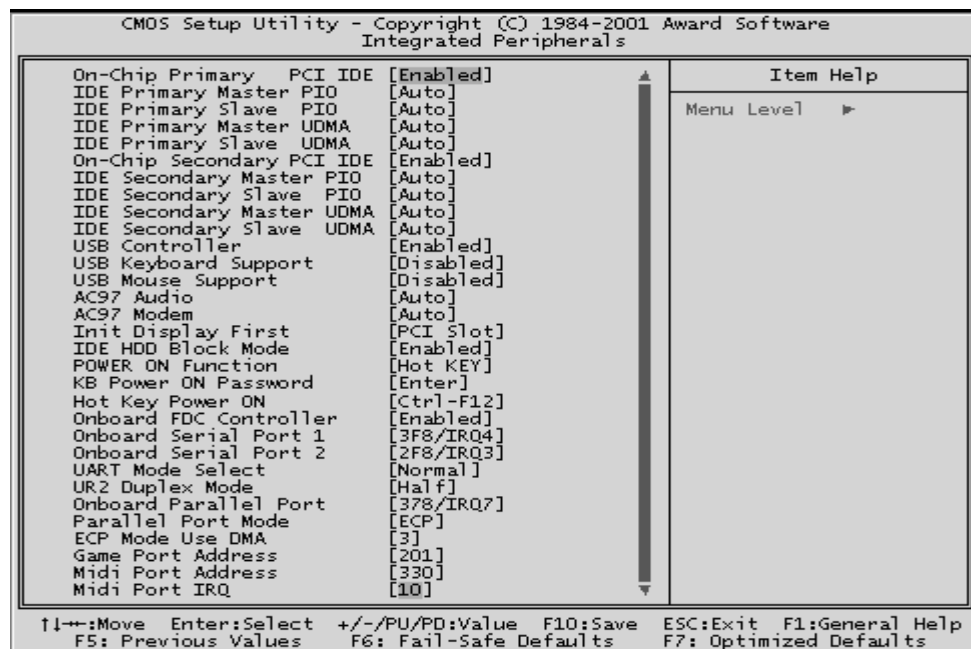 CMOS Setup Utility - Copyright (C) 1984-2001 Award Software
Integrated Peripherals
On-Chip Primary PCI IDE [Enabled]
IDE Primary Master PIO [Auto]
IDE Primary Slave PIO [Auto]
IDE Primary Master UDMA [Auto]
IDE Primary Slave UDMA [Auto]
On-Chip Secondary PCI IDE [Enabled]
IDE Secondary Master PIO [Auto]
IDE Secondary Slave PIO [Auto]
IDE Secondary Master UDMA [Auto]
IDE Secondary Slave UDMA [Auto]
USB Controller [Enabled]
USB Keyboard Support [Disabled]
USB Mouse Support [Disabled]
AC97 Audio [Auto]
AC97 Modem [Auto]
Init Display First [PCI Slot]
IDE HDD Block Mode [Enabled]
POWER ON Function [Hot KEY]
KB Power ON Password [Enter]
Hot Key Power ON [Ctrl-F12]
Onboard FDC Controller [Enabled]
Onboard Serial Port 1 [3F8/IRQ4]
Onboard Serial Port 2 [2F8/IRQ3]
UART Mode Select [Normal]
UR2 Duplex Mode [Half]
Onboard Parallel Port [378/IRQ7]
Parallel Port Mode [ECP]
ECP Mode Use DMA [3]
Game Port Address [201]
Midi Port Address [330]
Midi Port IRQ [10]
Item Help
Menu Level ►
↑↓→←:Move Enter:Select +/-/PU/PD:Value F10:Save ESC:Exit F1:General Help
F5: Previous Values F6: Fail-Safe Defaults F7: Optimized Defaults